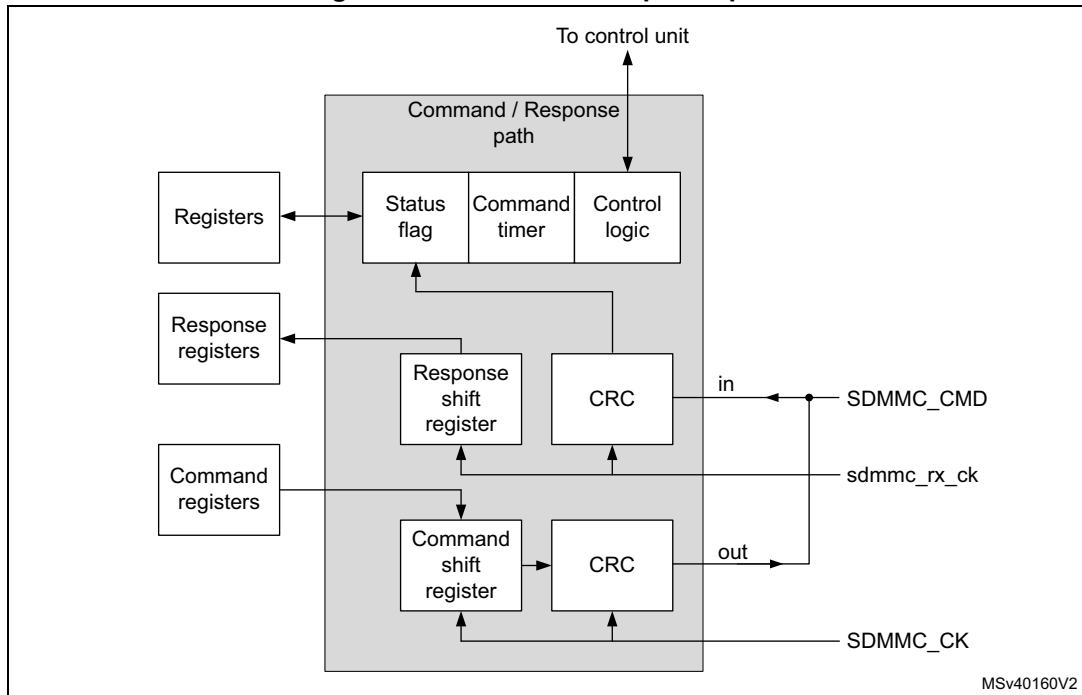 To control unit
Command / Response
path
Registers
Status
flag
Command
timer
Control
logic
Response
registers
Response
shift
register
CRC
in
SDMMC_CMD
Command
registers
sdmmc_rx_ck
Command
shift
register
CRC
out
SDMMC_CK
MSv40160V2